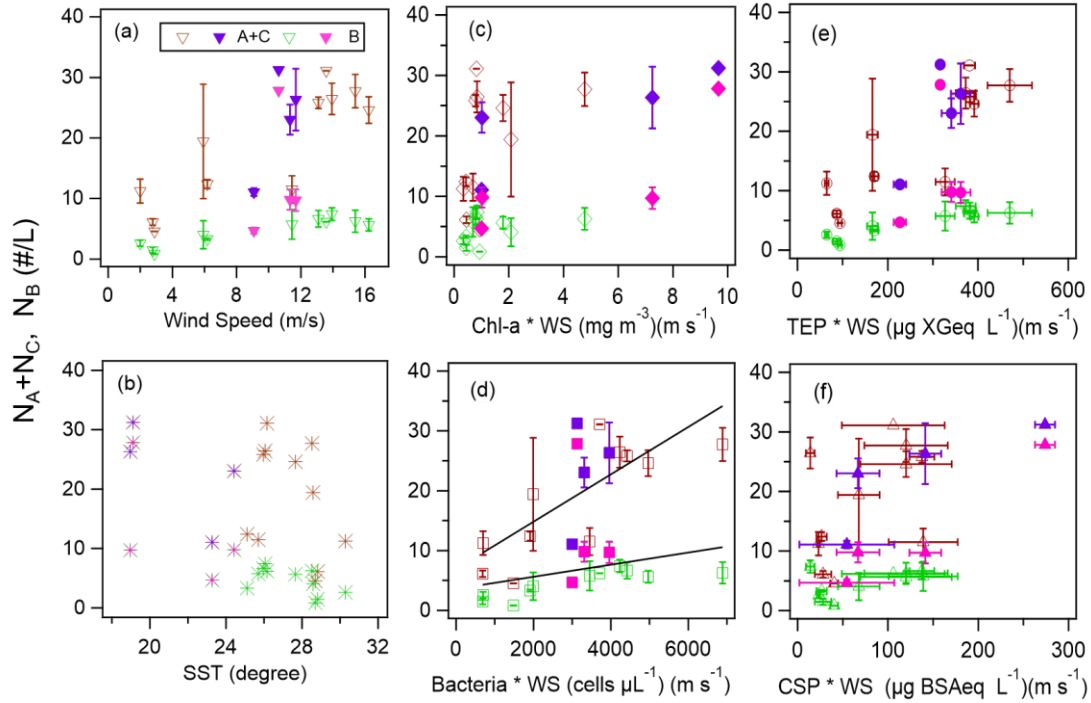 N_A+N_C, N_B (#/L)
(a)
A+C B
40
30
20
10
0
0 4 8 12 16
Wind Speed (m/s)
(c)
40
30
20
10
0
0 2 4 6 8 10
Chl-a * WS (mg m⁻³)(m s⁻¹)
(e)
40
30
20
10
0
0 200 400 600
TEP * WS (µg XGeq L⁻¹)(m s⁻¹)
(b)
40
30
20
10
0
20 24 28 32
SST (degree)
(d)
40
30
20
10
0
0 2000 4000 6000
Bacteria * WS (cells µL⁻¹) (m s⁻¹)
(f)
40
30
20
10
0
0 100 200 300
CSP * WS (µg BSAeq L⁻¹)(m s⁻¹)